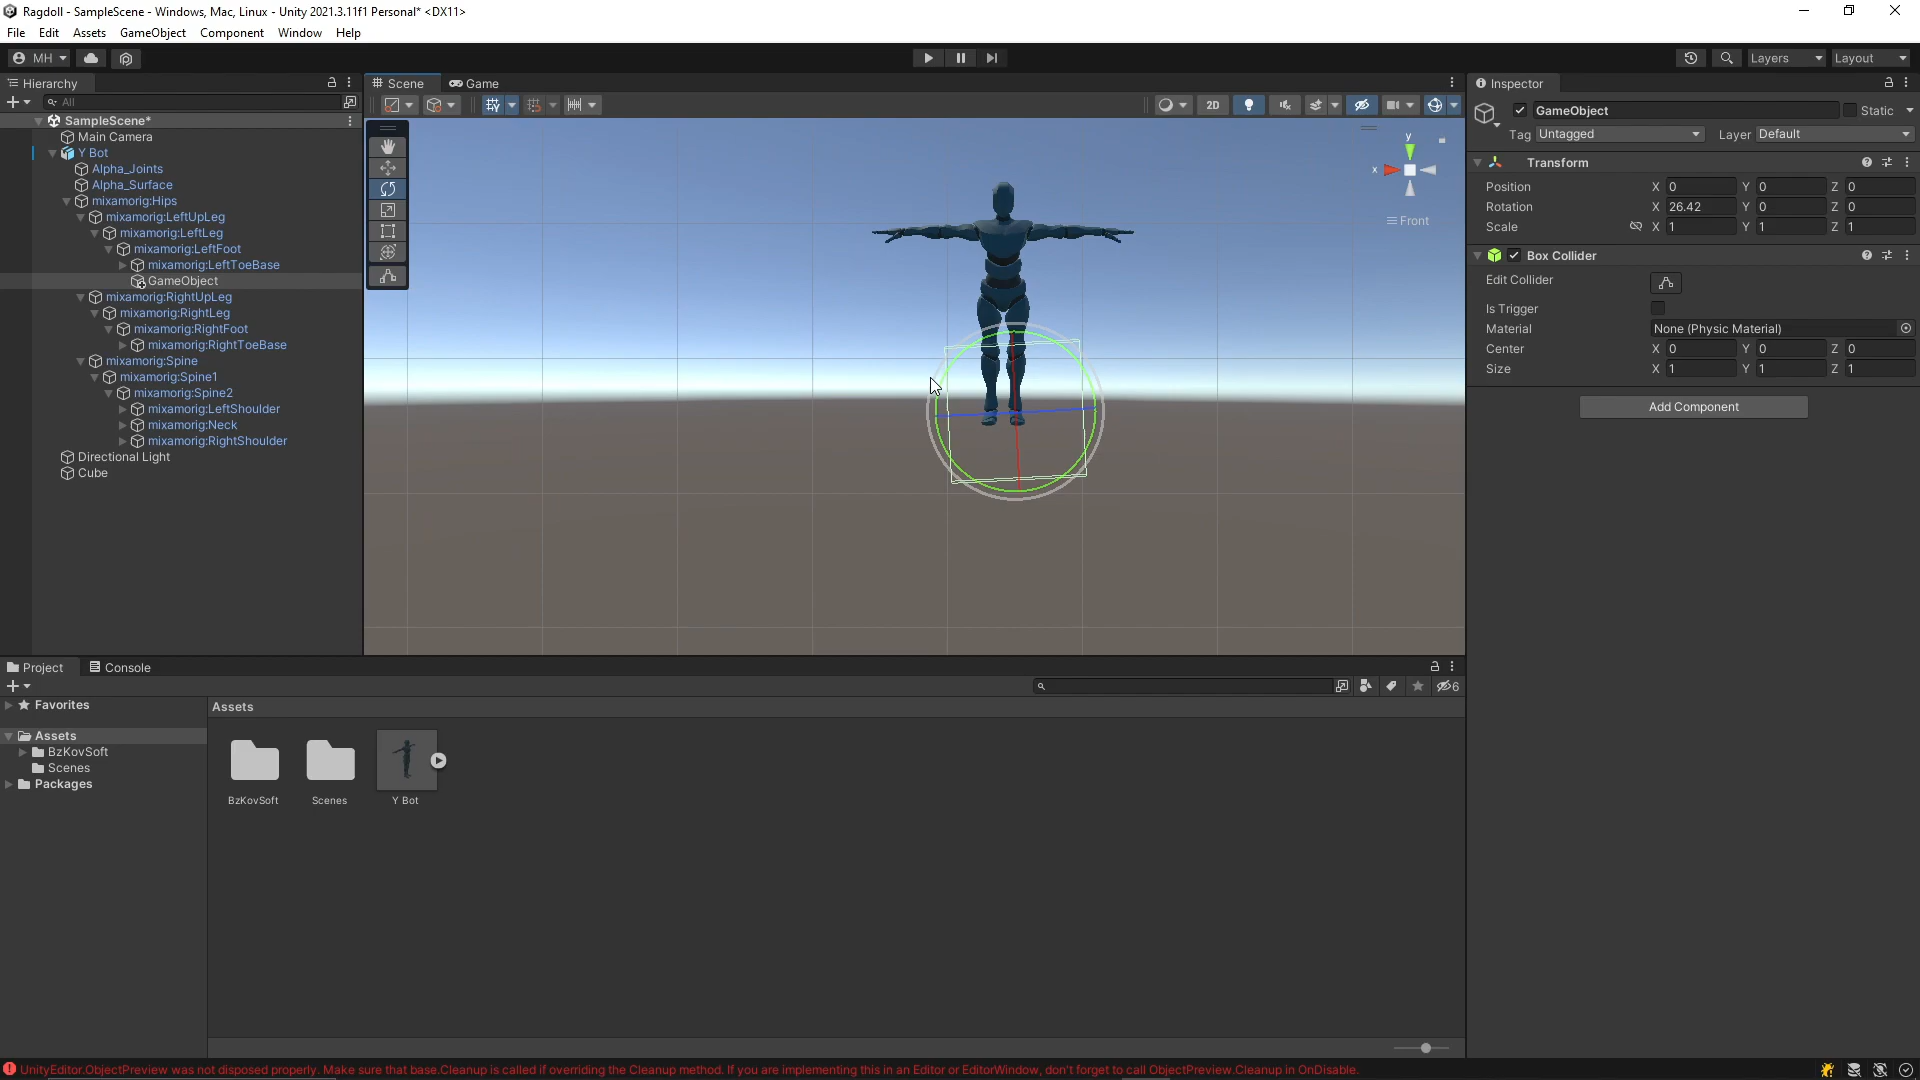 Ragdoll - SampleScene - Windows, Mac, Linux - Unity 2021.3.11f1 Personal* <DX11>
File Edit Assets GameObject Component Window Help
MH Layers Layout
Hierarchy
All
SampleScene*
Main Camera
Y Bot
Alpha_Joints
Alpha_Surface
mixamorig:Hips
mixamorig:LeftUpLeg
mixamorig:LeftLeg
mixamorig:LeftFoot
mixamorig:LeftToeBase
GameObject
mixamorig:RightUpLeg
mixamorig:RightLeg
mixamorig:RightFoot
mixamorig:RightToeBase
mixamorig:Spine
mixamorig:Spine1
mixamorig:Spine2
mixamorig:LeftShoulder
mixamorig:Neck
mixamorig:RightShoulder
Directional Light
Cube
Scene Game
2D
y
x
Front
Inspector
GameObject Static
Tag Untagged Layer Default
Transform
Position X 0 Y 0 Z 0
Rotation X 26.42 Y 0 Z 0
Scale X 1 Y 1 Z 1
Box Collider
Edit Collider
Is Trigger
Material None (Physic Material)
Center X 0 Y 0 Z 0
Size X 1 Y 1 Z 1
Add Component
Project Console
6
Favorites
Assets
BzKovSoft
Scenes
Packages
Assets
BzKovSoft Scenes Y Bot
UnityEditor.ObjectPreview was not disposed properly. Make sure that base.Cleanup is called if overriding the Cleanup method. If you are implementing this in an Editor or EditorWindow, don't forget to call ObjectPreview.Cleanup in OnDisable.